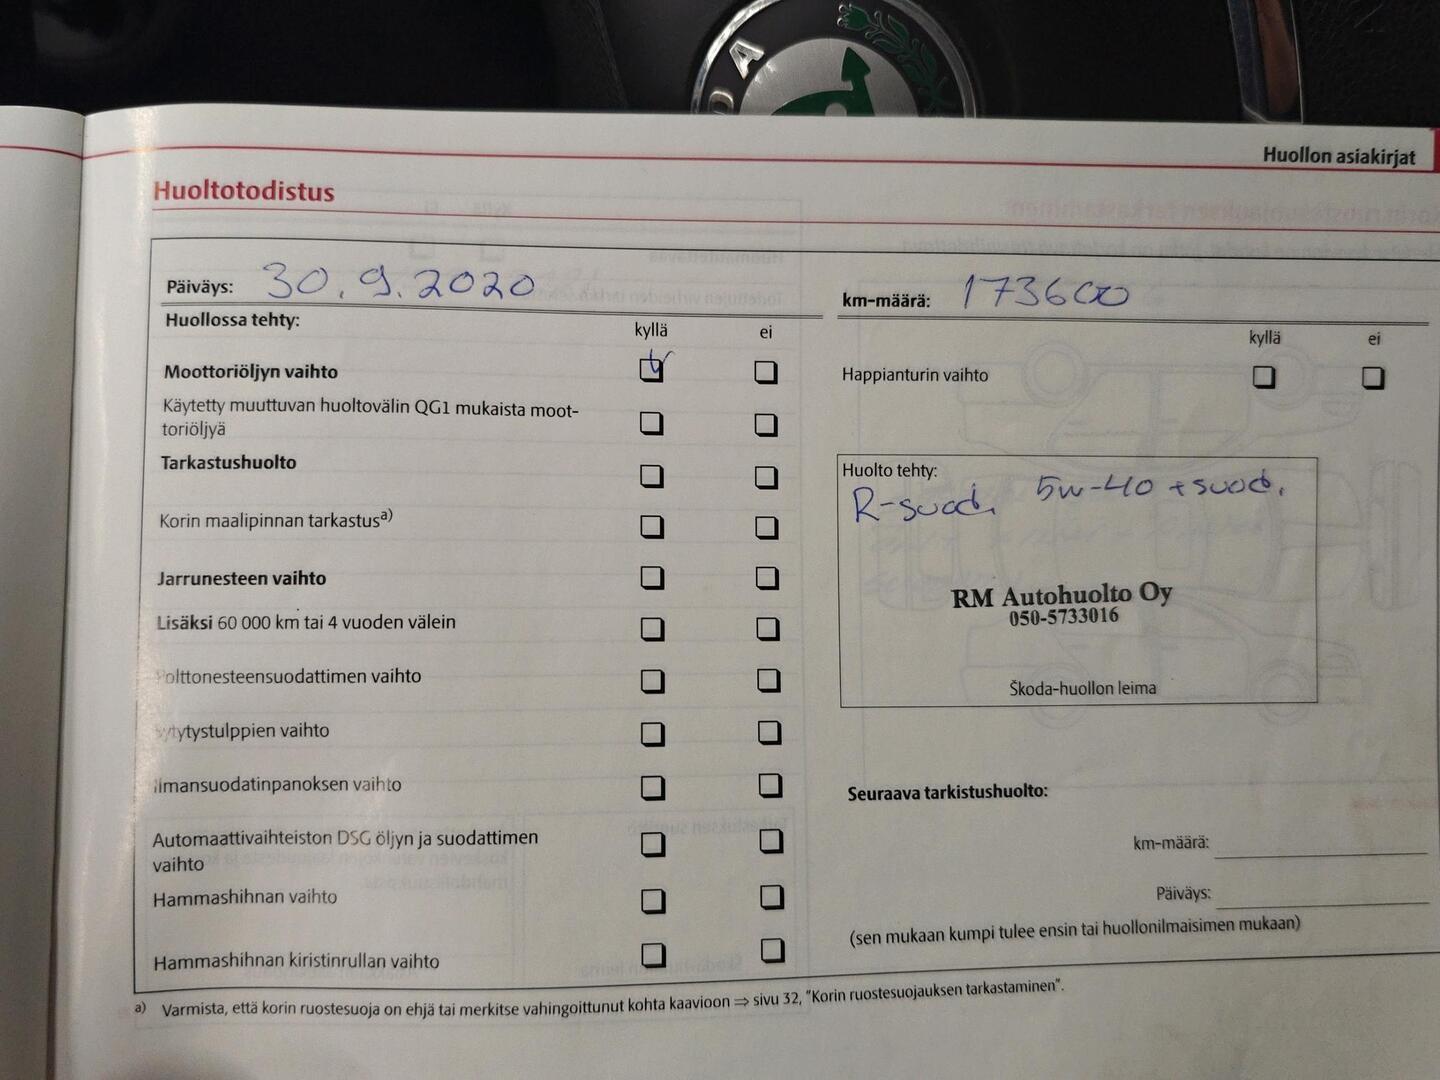 DA
Huollon asiakirjat
Huoltotodistus
Päiväys: 30.9.2020
km-määrä: 173600
Huollossa tehty:
kyllä ei
kyllä ei
Moottoriöljyn vaihto
Happianturin vaihto
Käytetty muuttuvan huoltovälin QG1 mukaista moot-
toriöljyä
Tarkastushuolto
Korin maalipinnan tarkastusa)
Jarrunesteen vaihto
Lisäksi 60 000 km tai 4 vuoden välein
Polttonesteensuodattimen vaihto
Sytytystulppien vaihto
Ilmansuodatinpanoksen vaihto
Automaattivaihteiston DSG öljyn ja suodattimen
vaihto
Hammashihnan vaihto
Hammashihnan kiristinrullan vaihto
Huolto tehty:
R-suod. 5w-40 +suod.
RM Autohuolto Oy
050-5733016
Škoda-huollon leima
Seuraava tarkistushuolto:
km-määrä:
Päiväys:
(sen mukaan kumpi tulee ensin tai huollonilmaisimen mukaan)
a) Varmista, että korin ruostesuoja on ehjä tai merkitse vahingoittunut kohta kaavioon ⇒ sivu 32, "Korin ruostesuojauksen tarkastaminen".